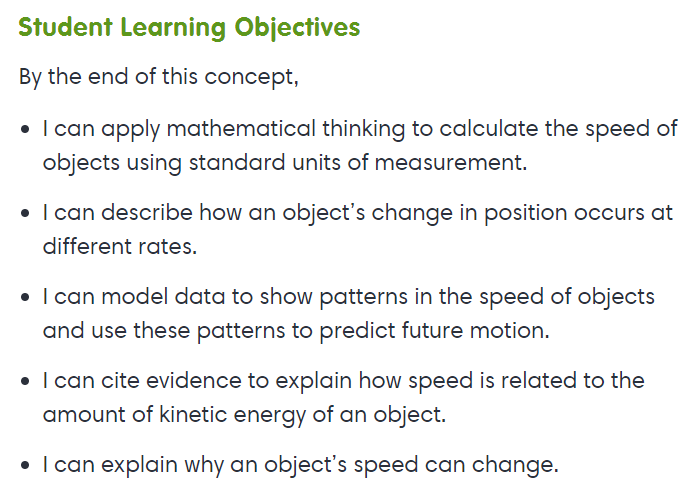 Student Learning Objectives
By the end of this concept,
• I can apply mathematical thinking to calculate the speed of
objects using standard units of measurement.
• I can describe how an object’s change in position occurs at
different rates.
• I can model data to show patterns in the speed of objects
and use these patterns to predict future motion.
• I can cite evidence to explain how speed is related to the
amount of kinetic energy of an object.
• I can explain why an object’s speed can change.